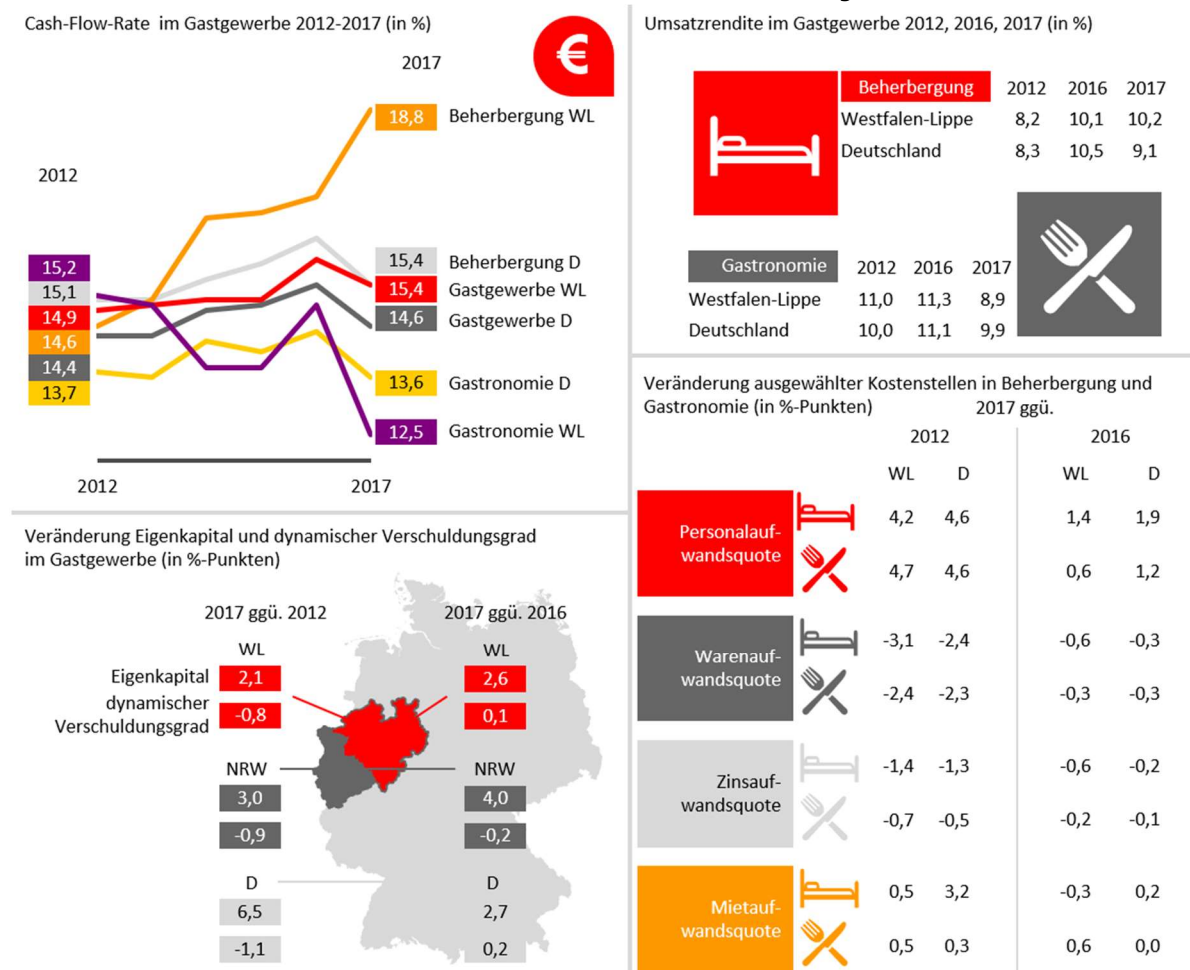 Cash-Flow-Rate im Gastgewerbe 2012-2017 (in %)
€
2017
18,8 Beherbergung WL
2012
15,2
15,1
14,9
14,6
14,4
13,7
15,4 Beherbergung D
15,4 Gastgewerbe WL
14,6 Gastgewerbe D
13,6 Gastronomie D
12,5 Gastronomie WL
2012 2017
Umsatzrendite im Gastgewerbe 2012, 2016, 2017 (in %)
Beherbergung 2012 2016 2017
Westfalen-Lippe 8,2 10,1 10,2
Deutschland 8,3 10,5 9,1
Gastronomie 2012 2016 2017
Westfalen-Lippe 11,0 11,3 8,9
Deutschland 10,0 11,1 9,9
Veränderung Eigenkapital und dynamischer Verschuldungsgrad
im Gastgewerbe (in %-Punkten)
2017 ggü. 2012 2017 ggü. 2016
WL WL
Eigenkapital 2,1 2,6
dynamischer
Verschuldungsgrad -0,8 0,1
NRW NRW
3,0 4,0
-0,9 -0,2
D D
6,5 2,7
-1,1 0,2
Veränderung ausgewählter Kostenstellen in Beherbergung und
Gastronomie (in %-Punkten) 2017 ggü.
2012 2016
WL D WL D
Personalauf-
wandsquote
4,2 4,6 1,4 1,9
4,7 4,6 0,6 1,2
Warenauf-
wandsquote
-3,1 -2,4 -0,6 -0,3
-2,4 -2,3 -0,3 -0,3
Zinsauf-
wandsquote
-1,4 -1,3 -0,6 -0,2
-0,7 -0,5 -0,2 -0,1
Mietauf-
wandsquote
0,5 3,2 -0,3 0,2
0,5 0,3 0,6 0,0